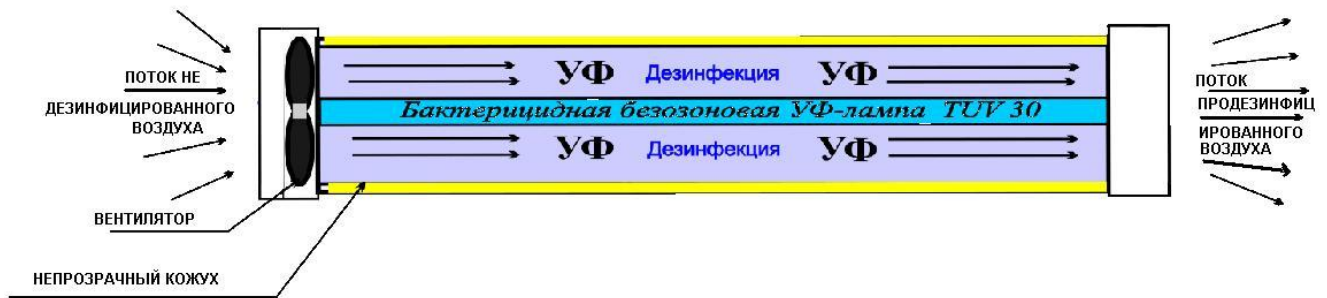 УФ Дезинфекция УФ
ПОТОК НЕ
ДЕЗИНФИЦИРОВАННОГО
ВОЗДУХА
Бактерицидная безозоновая УФ-лампа TUV 30
УФ Дезинфекция УФ
ПОТОК
ПРОДЕЗИНФИЦ
ИРОВАННОГО
ВОЗДУХА
ВЕНТИЛЯТОР
НЕПРОЗРАЧНЫЙ КОЖУХ